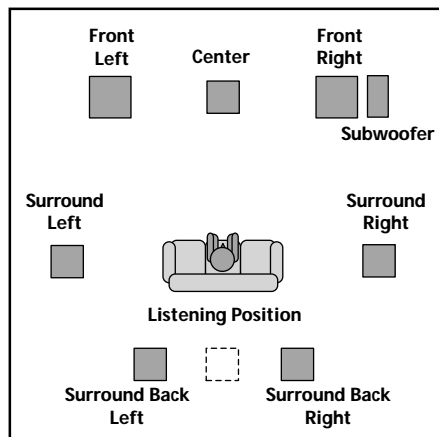 Front
Left
Center
Front
Right
Subwoofer
Surround
Left
Surround
Right
Listening Position
Surround Back
Left
Surround Back
Right